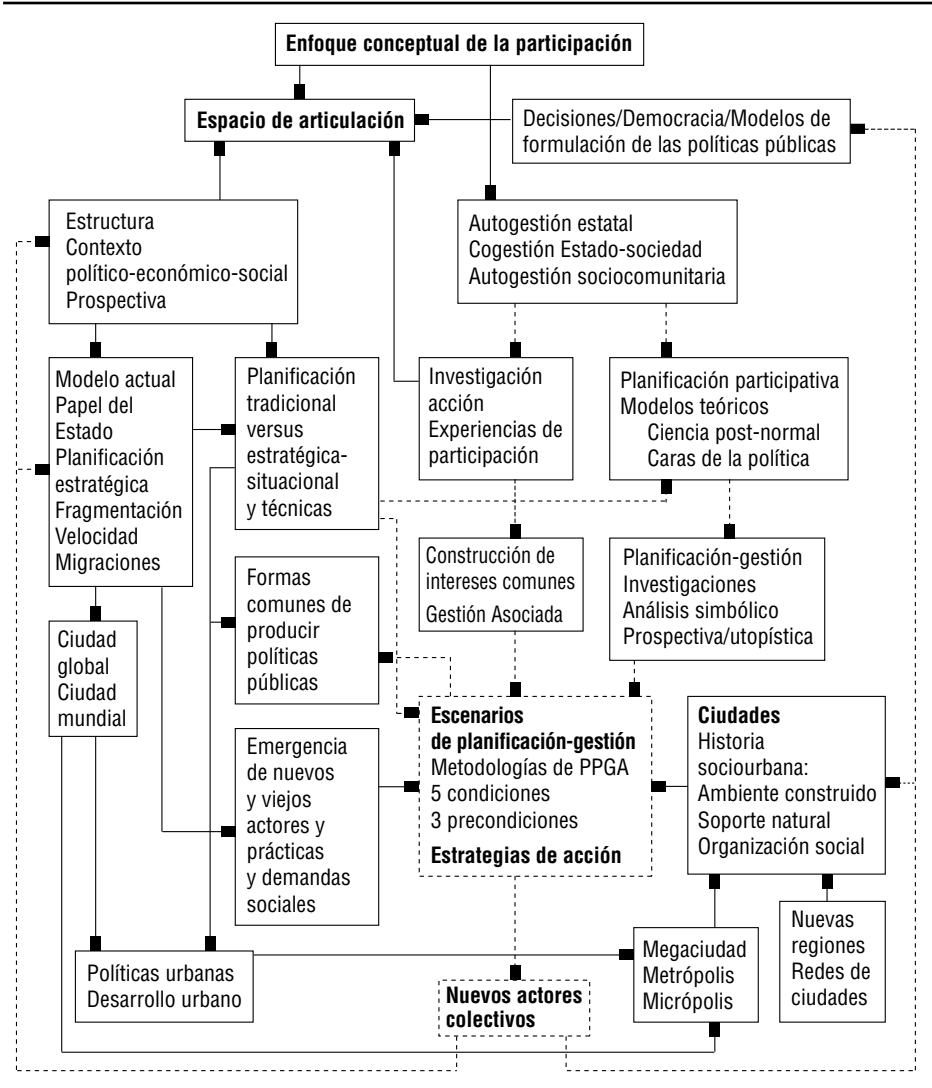 Enfoque conceptual de la participación
Espacio de articulación
Decisiones/Democracia/Modelos de
formulación de las políticas públicas
Estructura
Contexto
político-económico-social
Prospectiva
Autogestión estatal
Cogestión Estado-sociedad
Autogestión sociocomunitaria
Modelo actual
Papel del
Estado
Planificación
estratégica
Fragmentación
Velocidad
Migraciones
Planificación
tradicional
versus
estratégica-
situacional
y técnicas
Investigación
acción
Experiencias de
participación
Planificación participativa
Modelos teóricos
Ciencia post-normal
Caras de la política
Formas
comunes de
producir
políticas
públicas
Construcción de
intereses comunes
Gestión Asociada
Planificación-gestión
Investigaciones
Análisis simbólico
Prospectiva/utopística
Ciudad
global
Ciudad
mundial
Emergencia
de nuevos
y viejos
actores y
prácticas
y demandas
sociales
Escenarios
de planificación-gestión
Metodologías de PPGA
5 condiciones
3 precondiciones
Estrategias de acción
Ciudades
Historia
sociourbana:
Ambiente construido
Soporte natural
Organización social
Políticas urbanas
Desarrollo urbano
Nuevos actores
colectivos
Megaciudad
Metrópolis
Micrópolis
Nuevas
regiones
Redes de
ciudades